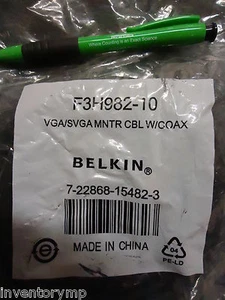 F3H982-10
VGA/SVGA MNTR CBL W/COAX
BELKIN®
7-22868-15482-3
MADE IN CHINA
04
PE-LD
© inventorymp